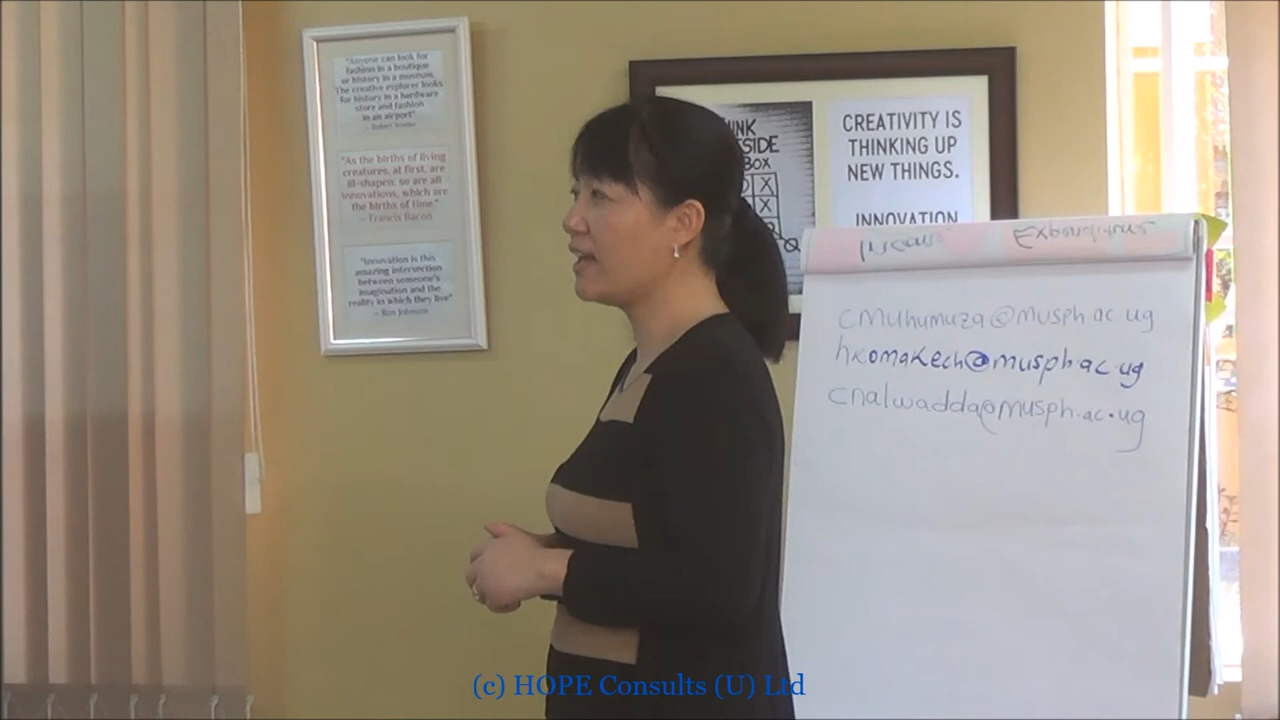 "Anyone can look for
fashion in a boutique
or history in a museum.
The creative explorer looks
for history in a hardware
store and fashion
in an airport"
"As the births of living
creatures, at first, are
ill-shapen: so are all
innovations, which are
the births of time."
– Francis Bacon
"Innovation is this
amazing intersection
between someone's
imagination and the
reality in which they live"
– Ron Johnson
BOX
X
X
CREATIVITY IS
THINKING UP
NEW THINGS.
INNOVATION
cmuhumuza@musph.ac.ug
hkomakech@musph.ac.ug
cnalwadda@musph.ac.ug
(c) HOPE Consults (U) Ltd